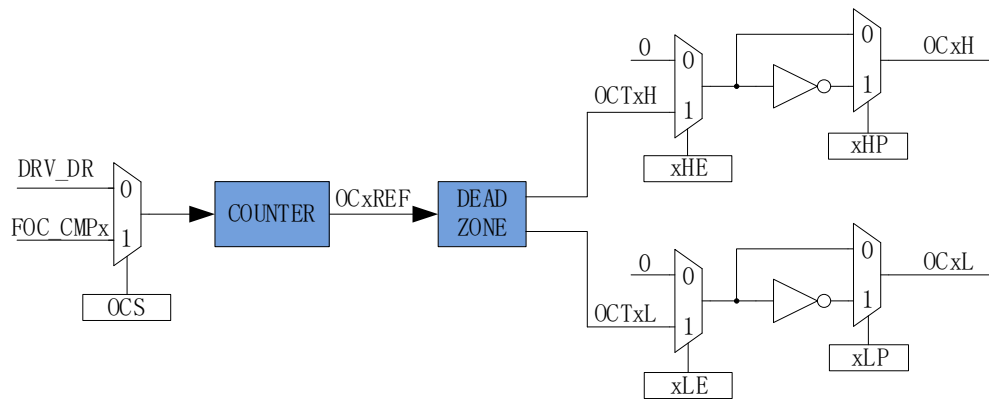 0
0
1
OCTxH
xHE
0
1
xHP
OCxH
DRV_DR
FOC_CMPx
0
1
OCS
COUNTER
OCxREF
DEAD
ZONE
0
0
1
OCTxL
xLE
0
1
xLP
OCxL